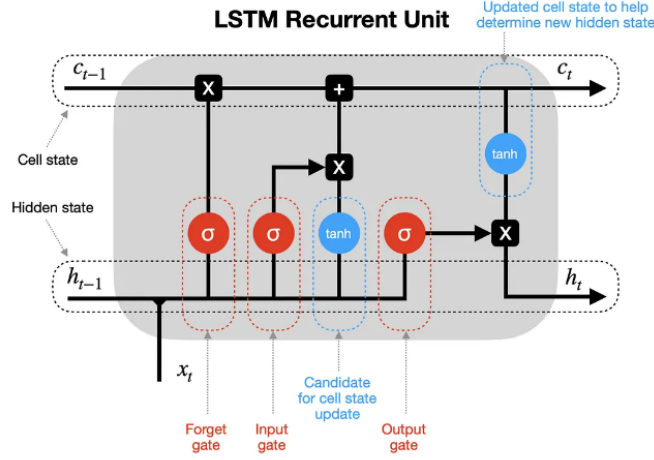 LSTM Recurrent Unit
Updated cell state to help
determine new hidden state
c_{t-1}
X
+
c_t
tanh
Cell state
X
Hidden state
σ
σ
tanh
σ
X
h_{t-1}
h_t
x_t
Candidate
for cell state
update
Forget
gate
Input
gate
Output
gate